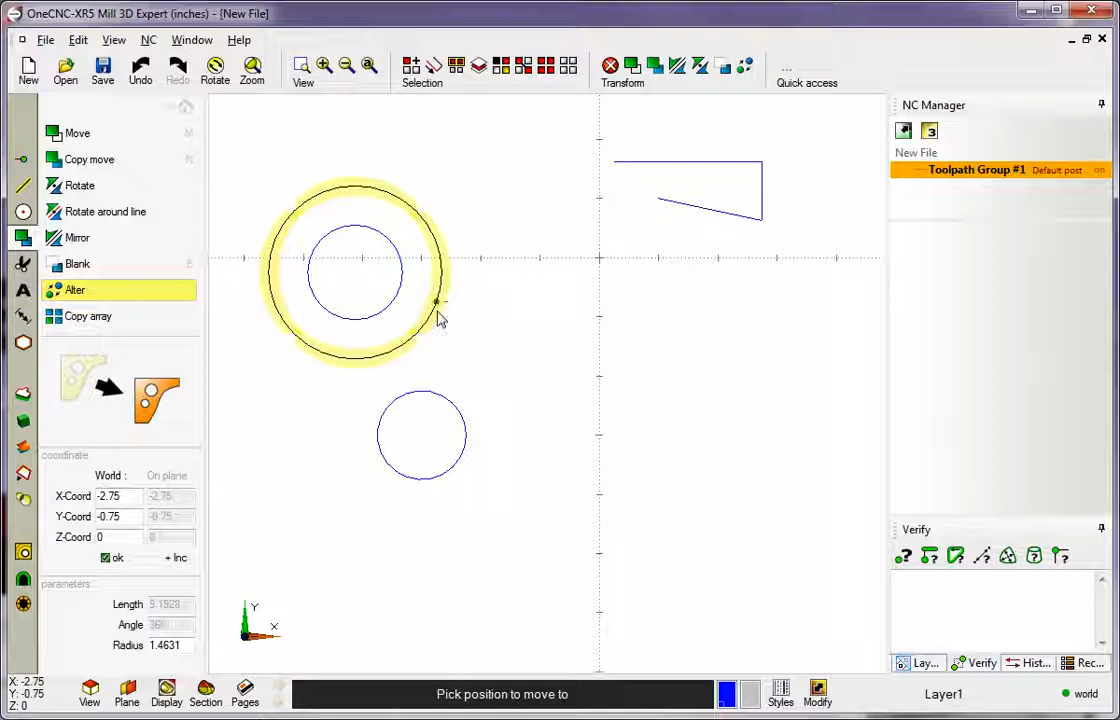 OneCNC-XR5 Mill 3D Expert (inches) - [New File]
File Edit View NC Window Help
New Open Save Undo Redo Rotate Zoom View Selection Transform ... Quick access
Move M
Copy move N
Rotate
Rotate around line
Mirror
Blank B
Alter
Copy array
coordinate
World : On plane
X-Coord -2.75 -2.75
Y-Coord -0.75 -0.75
Z-Coord 0 0
ok + Inc
parameters
Length 9.1928
Angle 360
Radius 1.4631
Y
X
NC Manager
3
New File
Toolpath Group #1 Default post ... on
Verify
Lay... Verify Hist... Rec...
X: -2.75
Y: -0.75
Z: 0
View Plane Display Section Pages
Pick position to move to
Styles Modify
Layer1
world